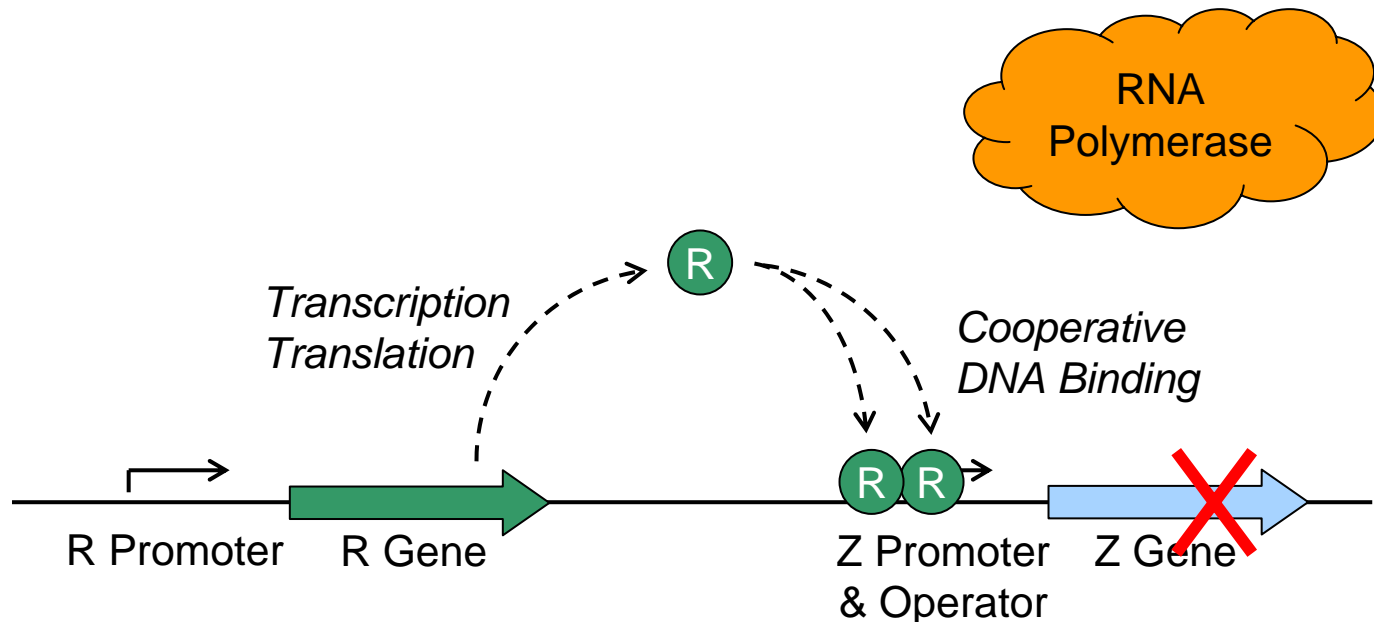 RNA
Polymerase
R
Transcription
Translation
Cooperative
DNA Binding
R R
R Promoter R Gene Z Promoter Z Gene
& Operator